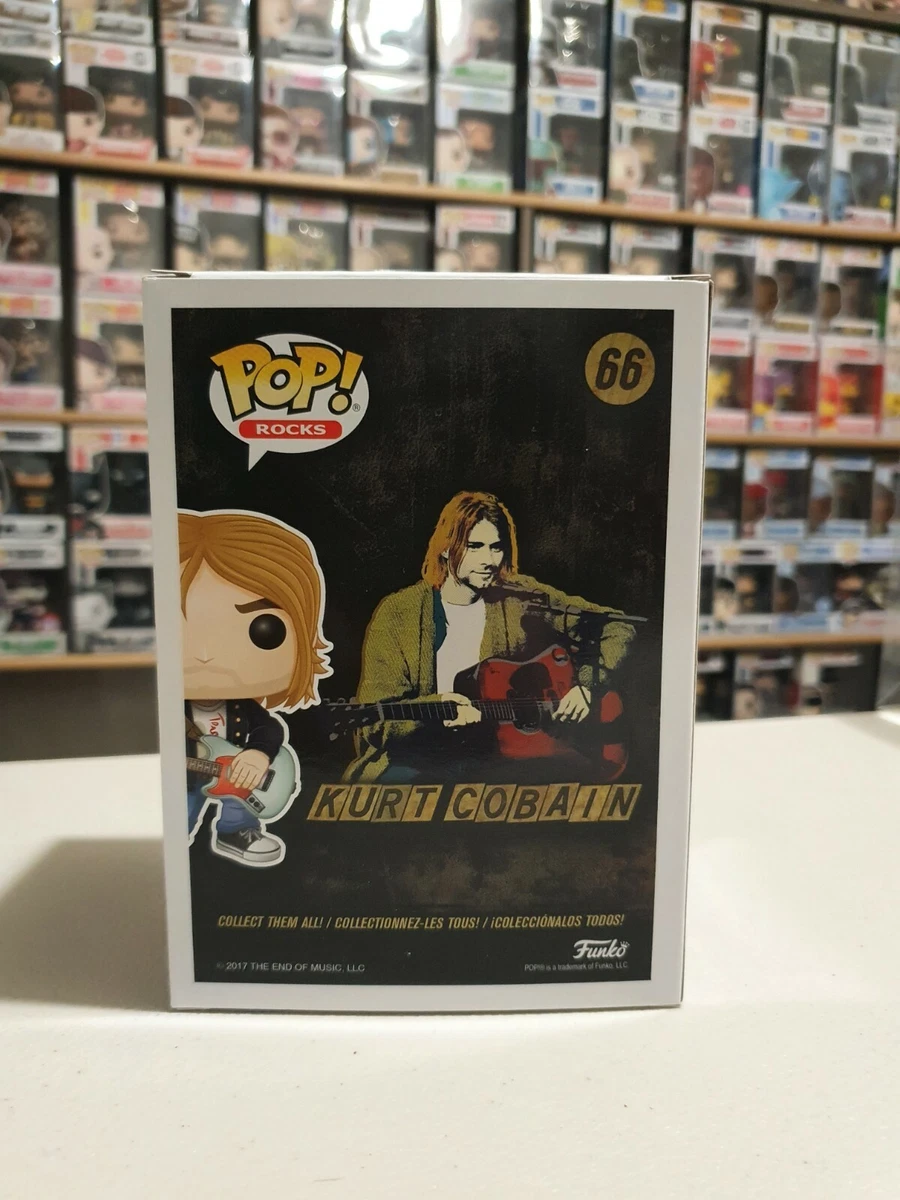 POP!®
ROCKS
66
KURT COBAIN
COLLECT THEM ALL! / COLLECTIONNEZ-LES TOUS! / ¡COLECCIÓNALOS TODOS!
© 2017 THE END OF MUSIC, LLC
Funko
POP!® is a trademark of Funko, LLC.